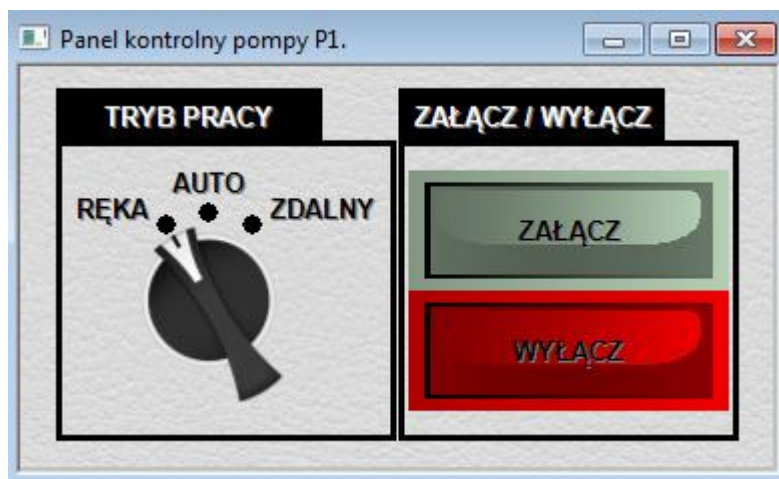 Panel kontrolny pompy P1.
TRYB PRACY
ZAŁĄCZ / WYŁĄCZ
AUTO
RĘKA
ZDALNY
ZAŁĄCZ
WYŁĄCZ